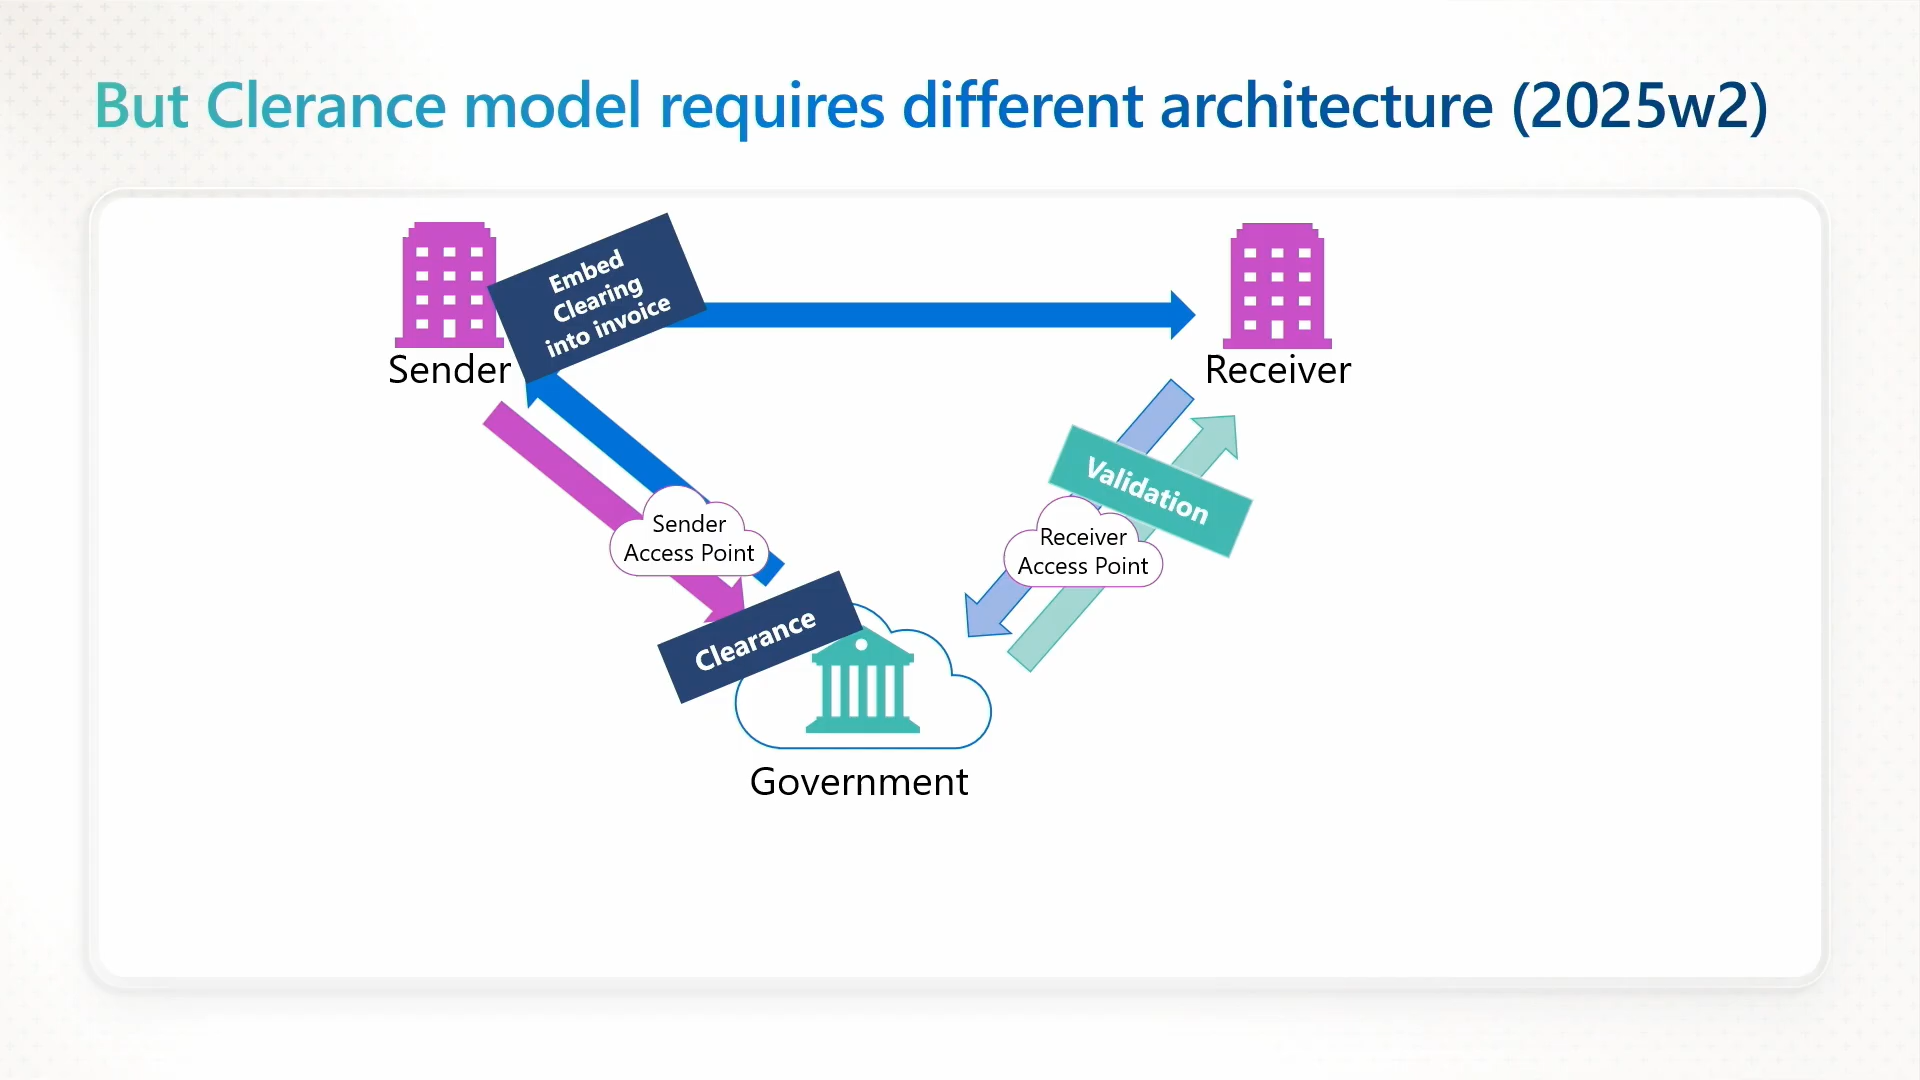 But Clerance model requires different architecture (2025w2)
Embed
Clearing
into invoice
Sender
Receiver
Validation
Sender
Access Point
Receiver
Access Point
Clearance
Government